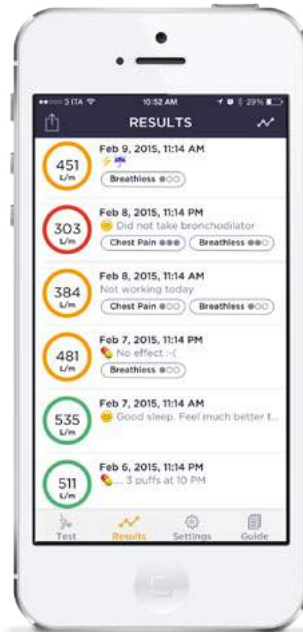 3 ITA 10:52 AM 29%
RESULTS
451
L/m
Feb 9, 2015, 11:14 AM
Breathless
303
L/m
Feb 8, 2015, 11:14 PM
Did not take bronchodilator
Chest Pain Breathless
384
L/m
Feb 8, 2015, 11:14 AM
Not working today
Chest Pain Breathless
481
L/m
Feb 7, 2015, 11:14 PM
No effect :-(
Breathless
535
L/m
Feb 7, 2015, 11:14 AM
Good sleep. Feel much better t...
511
L/m
Feb 6, 2015, 11:14 PM
... 3 puffs at 10 PM
Test Results Settings Guide